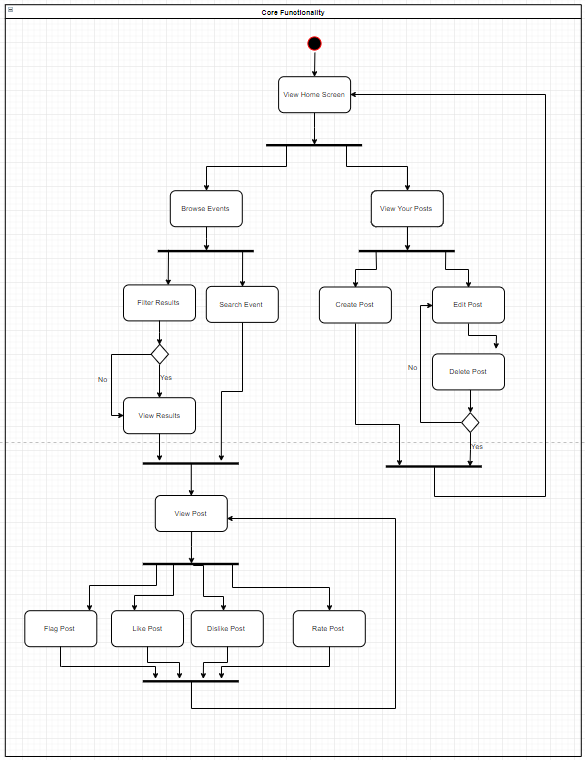 Core Functionality
View Home Screen
Browse Events
View Your Posts
Filter Results
Search Event
Create Post
Edit Post
No
Yes
No
Delete Post
View Results
Yes
View Post
Flag Post
Like Post
Dislike Post
Rate Post